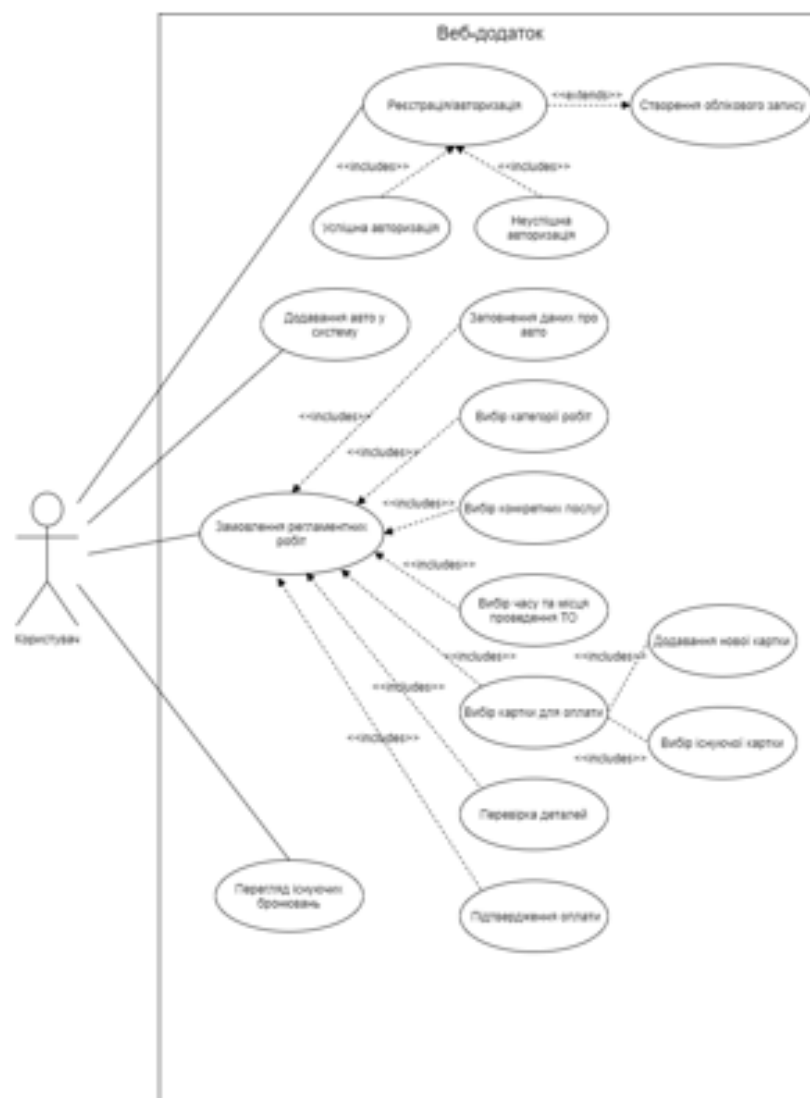 Веб-додаток
Реєстрація/авторизація
<<extends>>
Створення облікового запису
<<includes>>
<<includes>>
Успішна авторизація
Неуспішна
авторизація
Додавання авто у
систему
Заповнення даних про
авто
<<includes>>
Вибір категорії робіт
<<includes>>
Замовлення регламентних
робіт
<<includes>>
Вибір конкретних послуг
<<includes>>
Вибір часу та місця
проведення ТО
Користувач
<<includes>>
Додавання нової картки
<<includes>>
<<includes>>
Вибір картки для оплати
<<includes>>
Вибір існуючої картки
<<includes>>
Перевірка деталей
Перегляд існуючих
бронювань
Підтвердження оплати